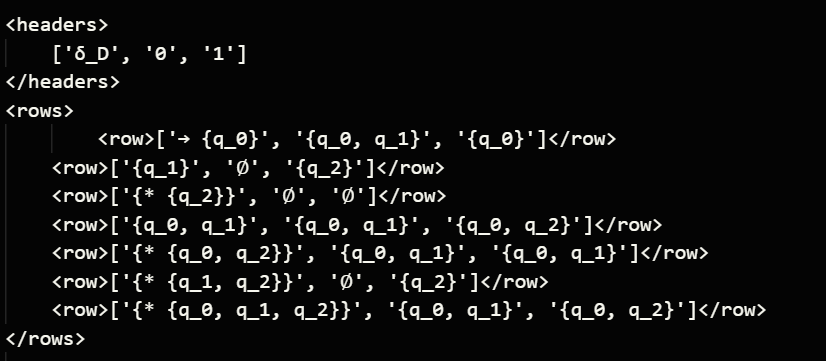 <headers>
['δ_D', '0', '1']
</headers>
<rows>
<row>['→ {q_0}', '{q_0, q_1}', '{q_0}']</row>
<row>['{q_1}', 'Ø', '{q_2}']</row>
<row>['{* {q_2}}', 'Ø', 'Ø']</row>
<row>['{q_0, q_1}', '{q_0, q_1}', '{q_0, q_2}']</row>
<row>['{* {q_0, q_2}}', '{q_0, q_1}', '{q_0, q_1}']</row>
<row>['{* {q_1, q_2}}', 'Ø', '{q_2}']</row>
<row>['{* {q_0, q_1, q_2}}', '{q_0, q_1}', '{q_0, q_2}']</row>
</rows>